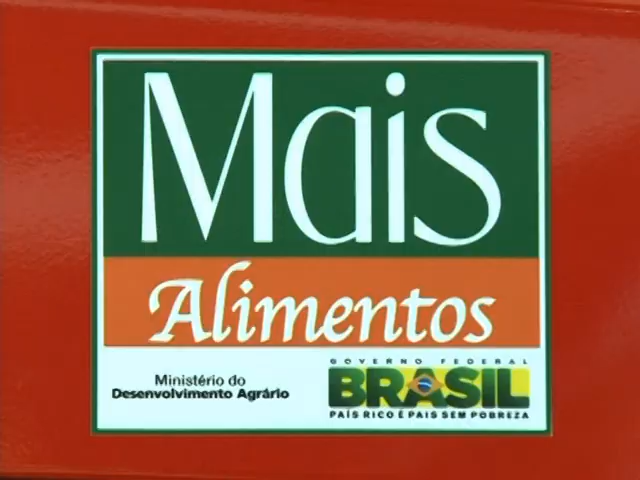 Mais
Alimentos
Ministério do
Desenvolvimento Agrário
GOVERNO FEDERAL
BRASIL
PAÍS RICO É PAÍS SEM POBREZA